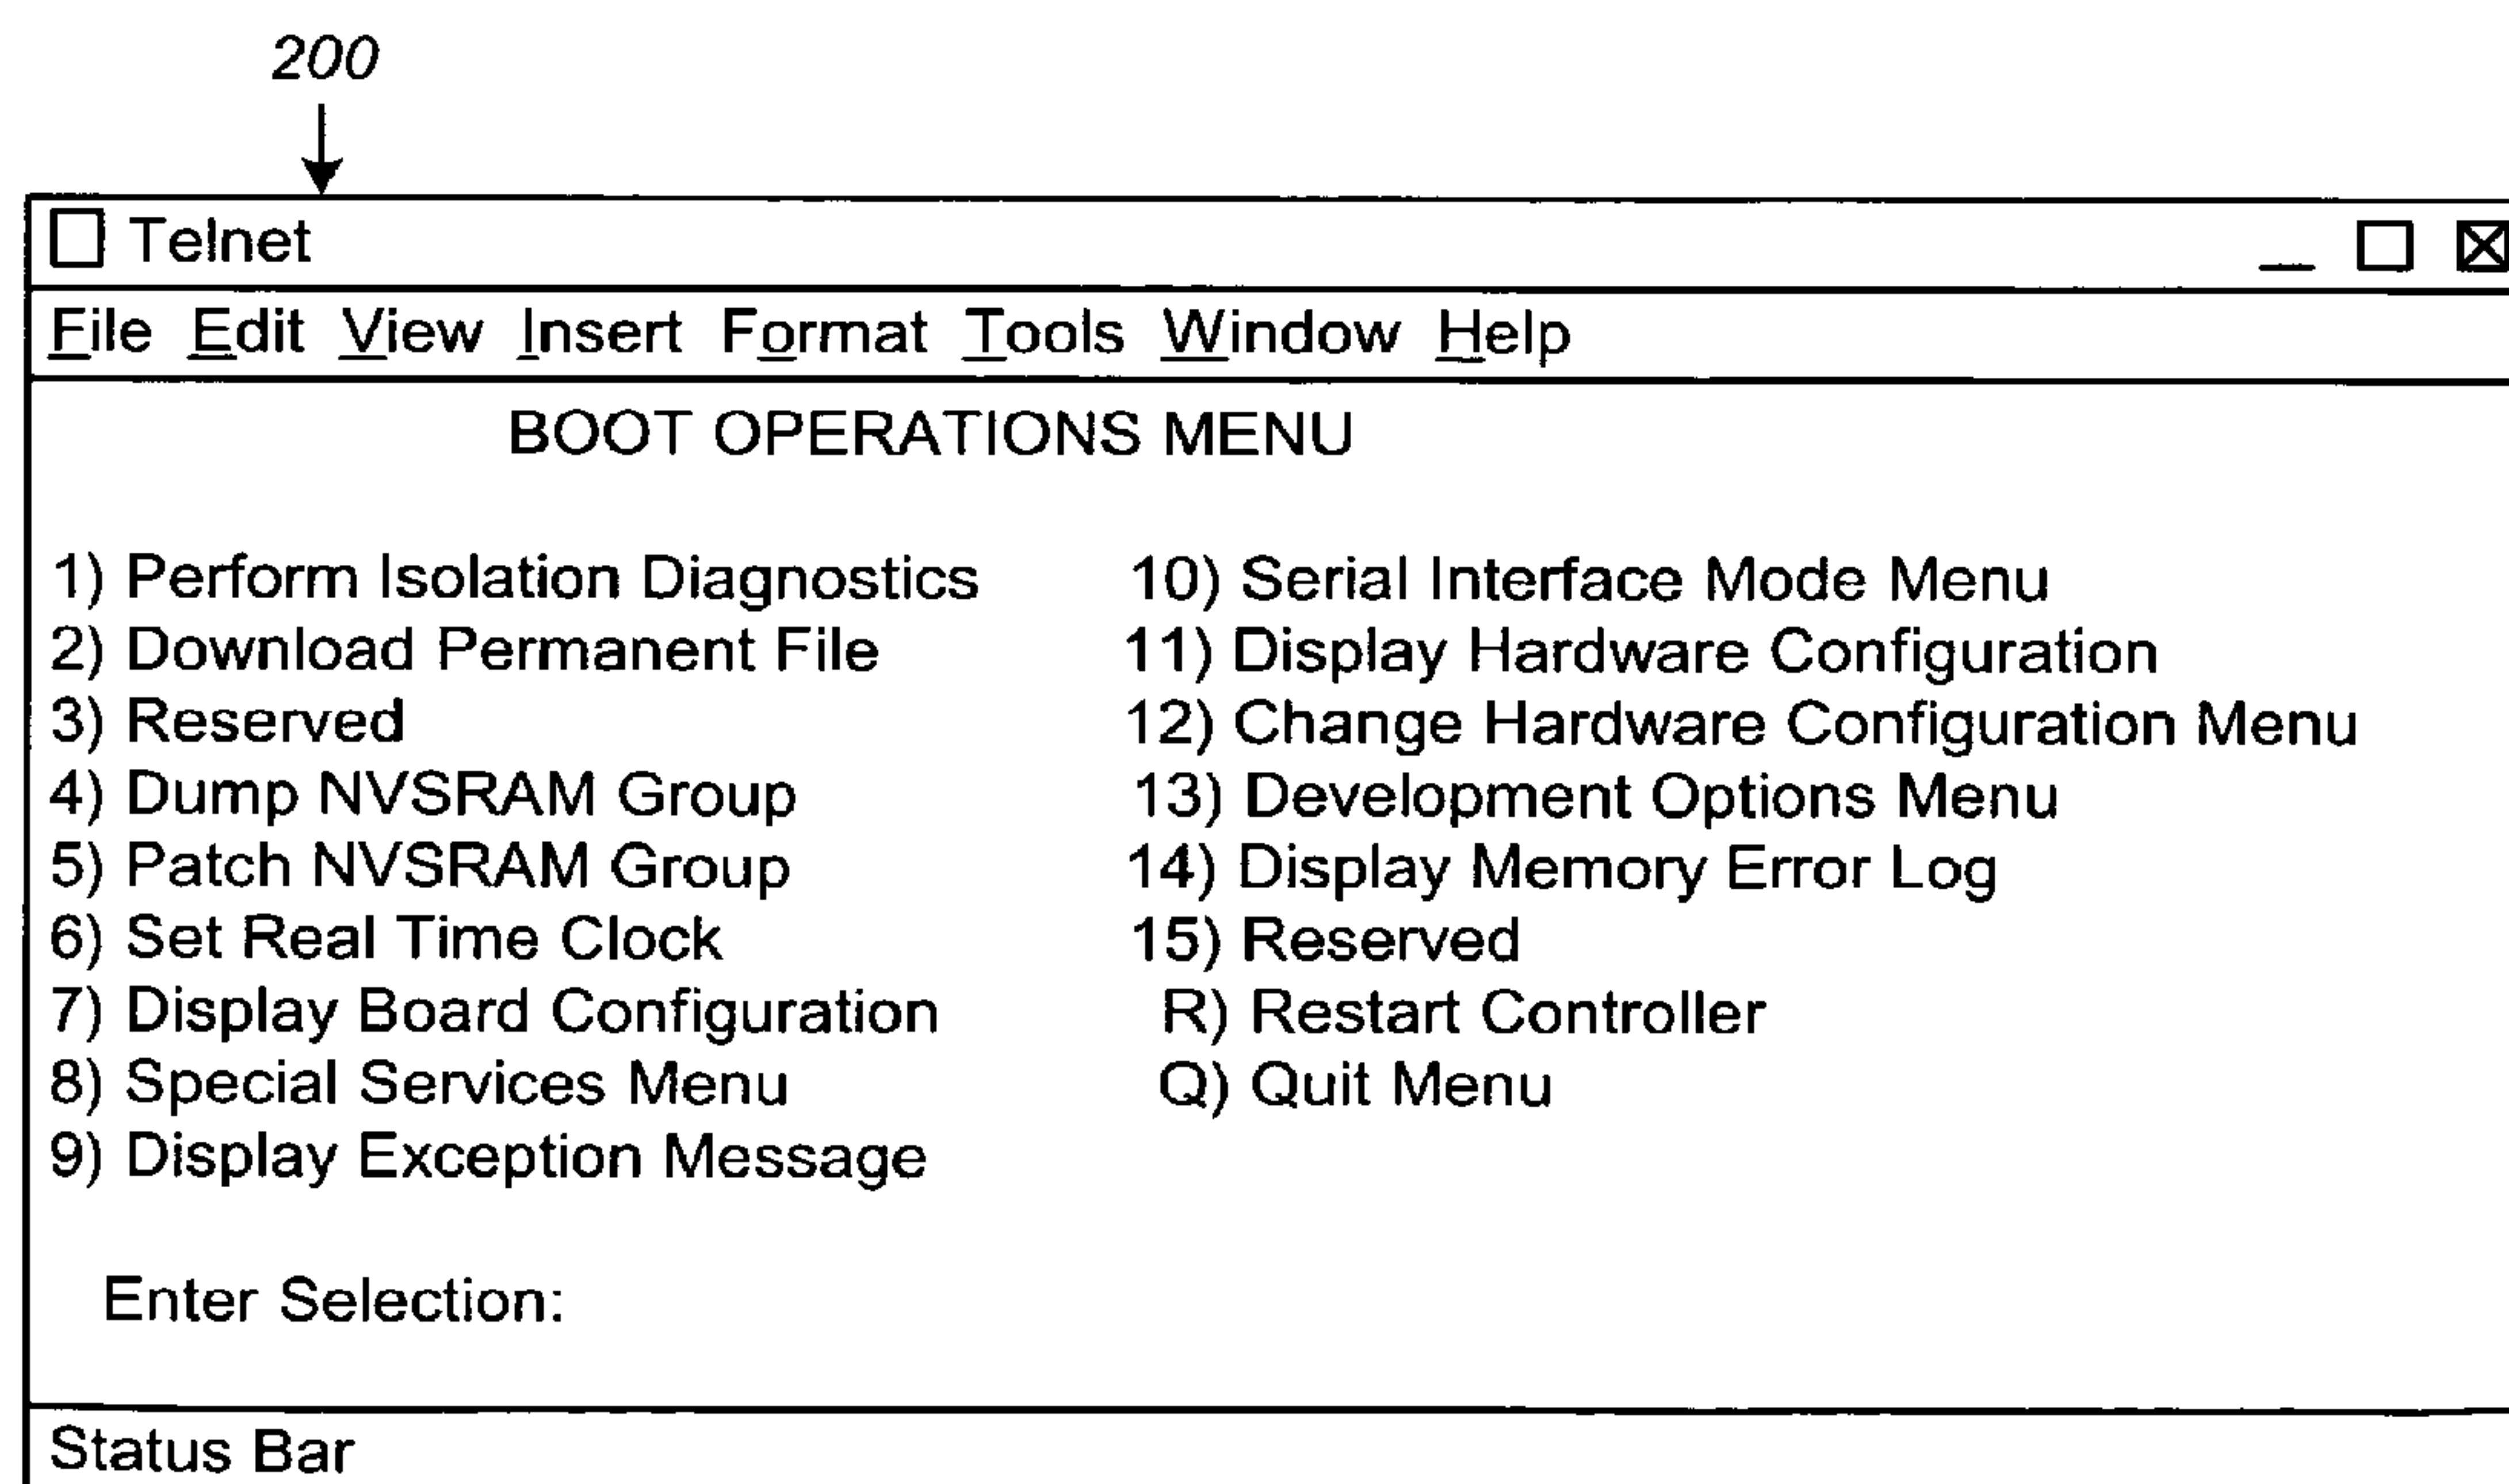 200
Telnet
File Edit View Insert Format Tools Window Help
BOOT OPERATIONS MENU
1) Perform Isolation Diagnostics
2) Download Permanent File
3) Reserved
4) Dump NVSRAM Group
5) Patch NVSRAM Group
6) Set Real Time Clock
7) Display Board Configuration
8) Special Services Menu
9) Display Exception Message
10) Serial Interface Mode Menu
11) Display Hardware Configuration
12) Change Hardware Configuration Menu
13) Development Options Menu
14) Display Memory Error Log
15) Reserved
R) Restart Controller
Q) Quit Menu
Enter Selection:
Status Bar